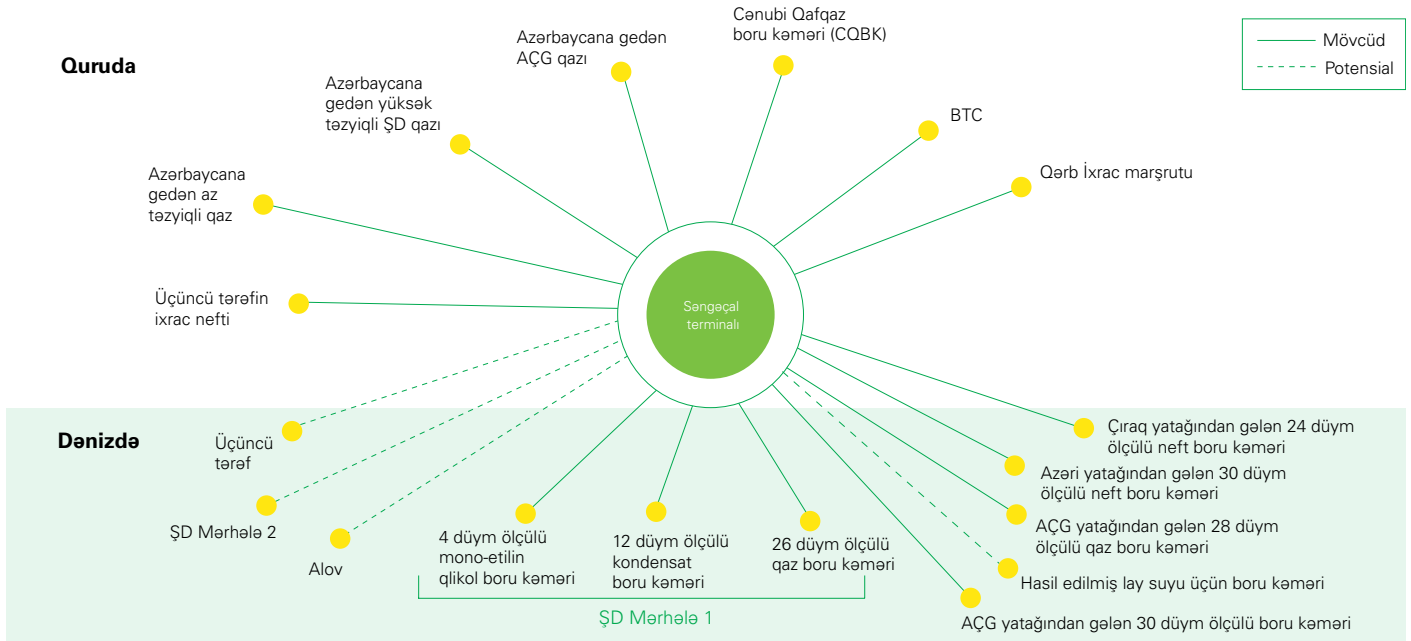 Quruda
Cənubi Qafqaz
boru kəməri (CQBK)
Azərbaycana gedən
AÇG qazı
Azərbaycana
gedən yüksək
təzyiqli ŞD qazı
BTC
Qərb İxrac marşrutu
Azərbaycana
gedən az
təzyiqli qaz
Üçüncü tərəfin
ixrac nefti
Mövcüd
Potensial
Səngəçal
terminalı
Dənizdə
Üçüncü
tərəf
ŞD Mərhələ 2
Alov
4 düym ölçülü
mono-etilin
qlikol boru kəməri
12 düym ölçülü
kondensat
boru kəməri
26 düym ölçülü
qaz boru kəməri
ŞD Mərhələ 1
Çıraq yatağından gələn 24 düym
ölçülü neft boru kəməri
Azəri yatağından gələn 30 düym
ölçülü neft boru kəməri
AÇG yatağından gələn 28 düym
ölçülü qaz boru kəməri
Hasil edilmiş lay suyu üçün boru kəməri
AÇG yatağından gələn 30 düym ölçülü boru kəməri